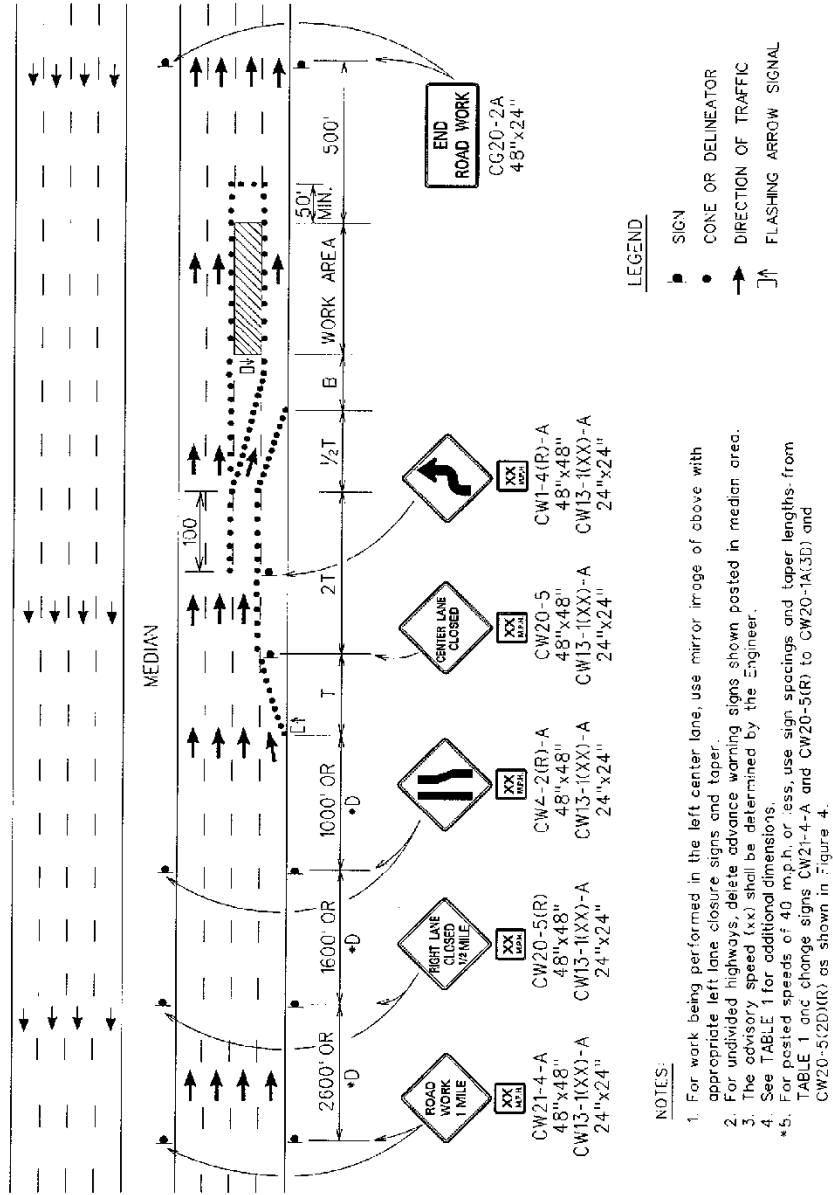 MEDIAN
100
2600' OR
*D
1600' OR
*D
1000' OR
*D
T
2T
½T
B
WORK AREA
50'
MIN.
500'
ROAD
WORK
1 MILE
XX
M.P.H.
CW21-4-A
48"x48"
CW13-1(XX)-A
24"x24"
RIGHT LANE
CLOSED
1/2 MILE
XX
M.P.H.
CW20-5(R)
48"x48"
CW13-1(XX)-A
24"x24"
XX
M.P.H.
CW4-2(R)-A
48"x48"
CW13-1(XX)-A
24"x24"
CENTER LANE
CLOSED
XX
M.P.H.
CW20-5
48"x48"
CW13-1(XX)-A
24"x24"
XX
M.P.H.
CW1-4(R)-A
48"x48"
CW13-1(XX)-A
24"x24"
END
ROAD WORK
CG20-2A
48"x24"
LEGEND
SIGN
CONE OR DELINEATOR
DIRECTION OF TRAFFIC
FLASHING ARROW SIGNAL
NOTES:
1. For work being performed in the left center lane, use mirror image of above with
appropriate left lane closure signs and taper.
2. For undivided highways, delete advance warning signs shown posted in median area.
3. The advisory speed (xx) shall be determined by the Engineer.
4. See TABLE 1 for additional dimensions.
*5. For posted speeds of 40 m.p.h. or less, use sign spacings and taper lengths from
TABLE 1 and change signs CW21-4-A and CW20-5(R) to CW20-1A(3D) and
CW20-5(2D)(R) as shown in Figure 4.